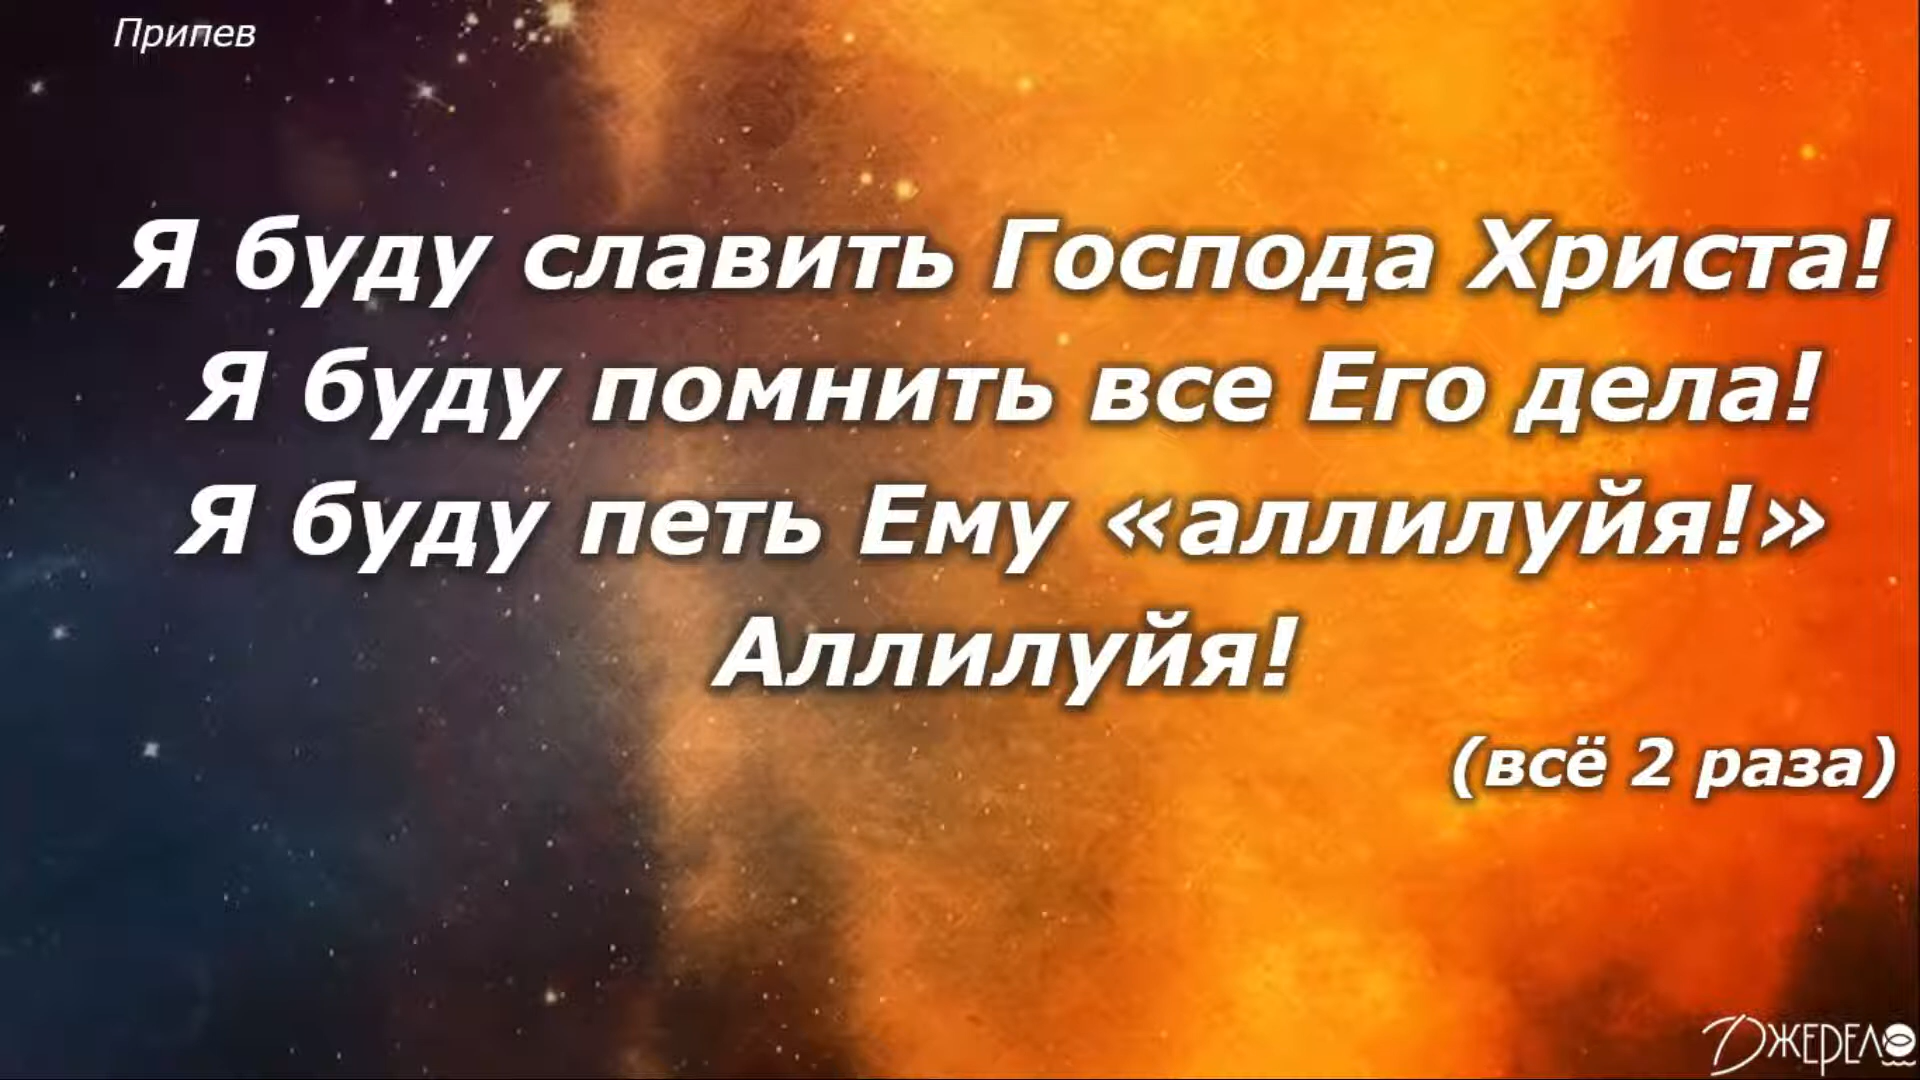 Припев
Я буду славить Господа Христа!
Я буду помнить все Его дела!
Я буду петь Ему «аллилуйя!»
Аллилуйя!
(всё 2 раза)
ДЖЕРЕЛО